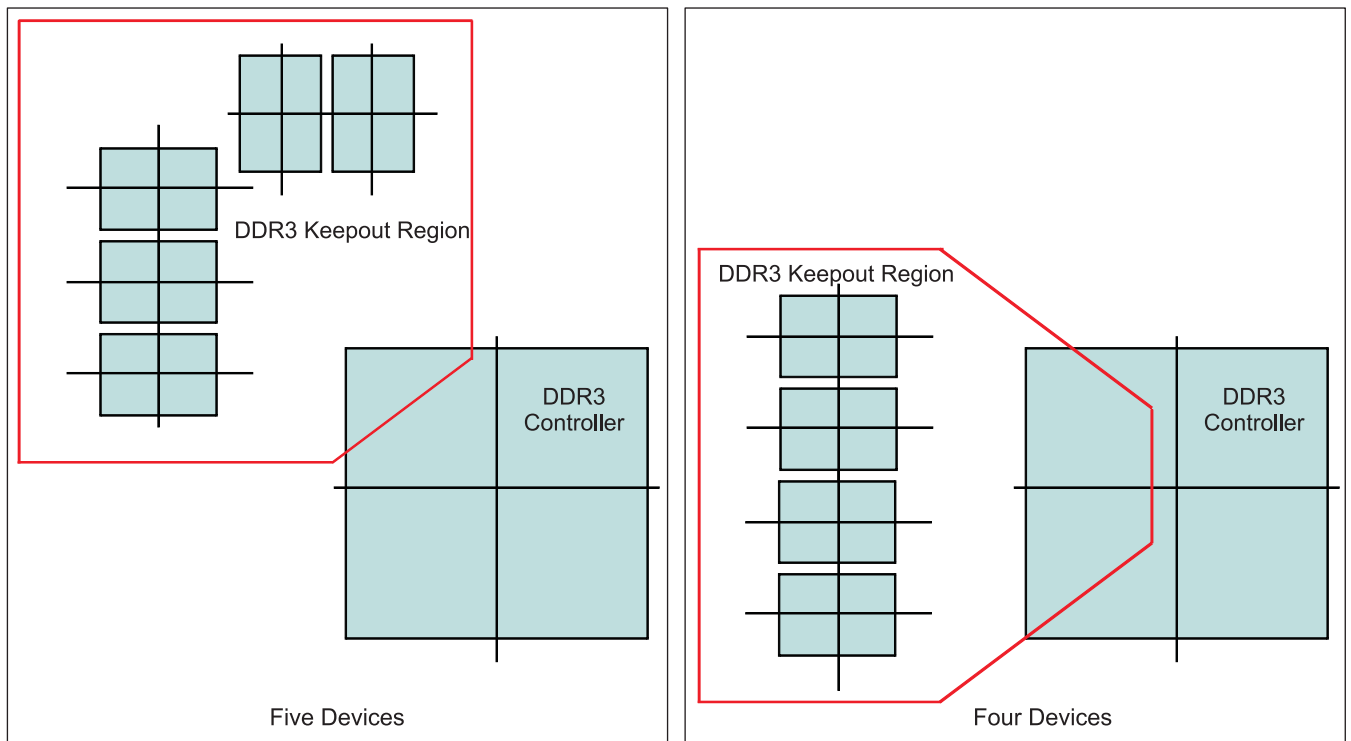 DDR3 Keepout Region
DDR3
Controller
Five Devices
DDR3 Keepout Region
DDR3
Controller
Four Devices